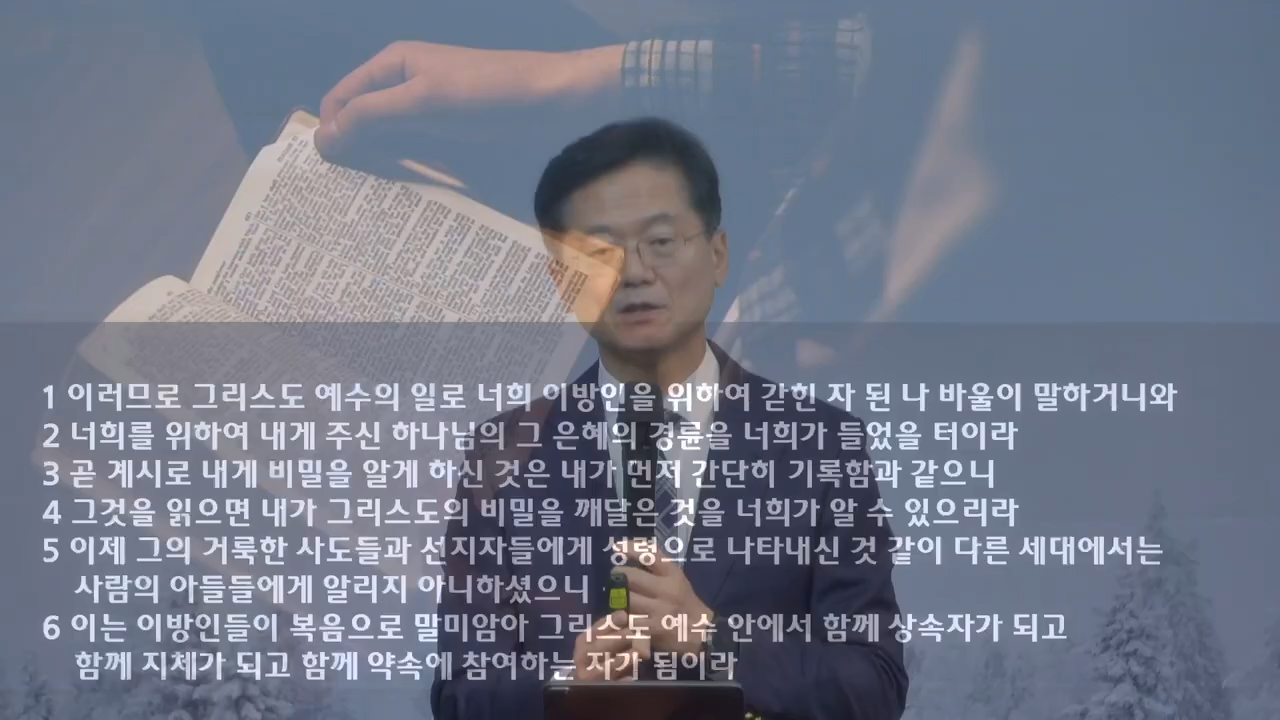 1 이러므로 그리스도 예수의 일로 너희 이방인을 위하여 갇힌 자 된 나 바울이 말하거니와
2 너희를 위하여 내게 주신 하나님의 그 은혜의 경륜을 너희가 들었을 터이라
3 곧 계시로 내게 비밀을 알게 하신 것은 내가 먼저 간단히 기록함과 같으니
4 그것을 읽으면 내가 그리스도의 비밀을 깨달은 것을 너희가 알 수 있으리라
5 이제 그의 거룩한 사도들과 선지자들에게 성령으로 나타내신 것 같이 다른 세대에서는
사람의 아들들에게 알리지 아니하셨으니
6 이는 이방인들이 복음으로 말미암아 그리스도 예수 안에서 함께 상속자가 되고
함께 지체가 되고 함께 약속에 참여하는 자가 됨이라